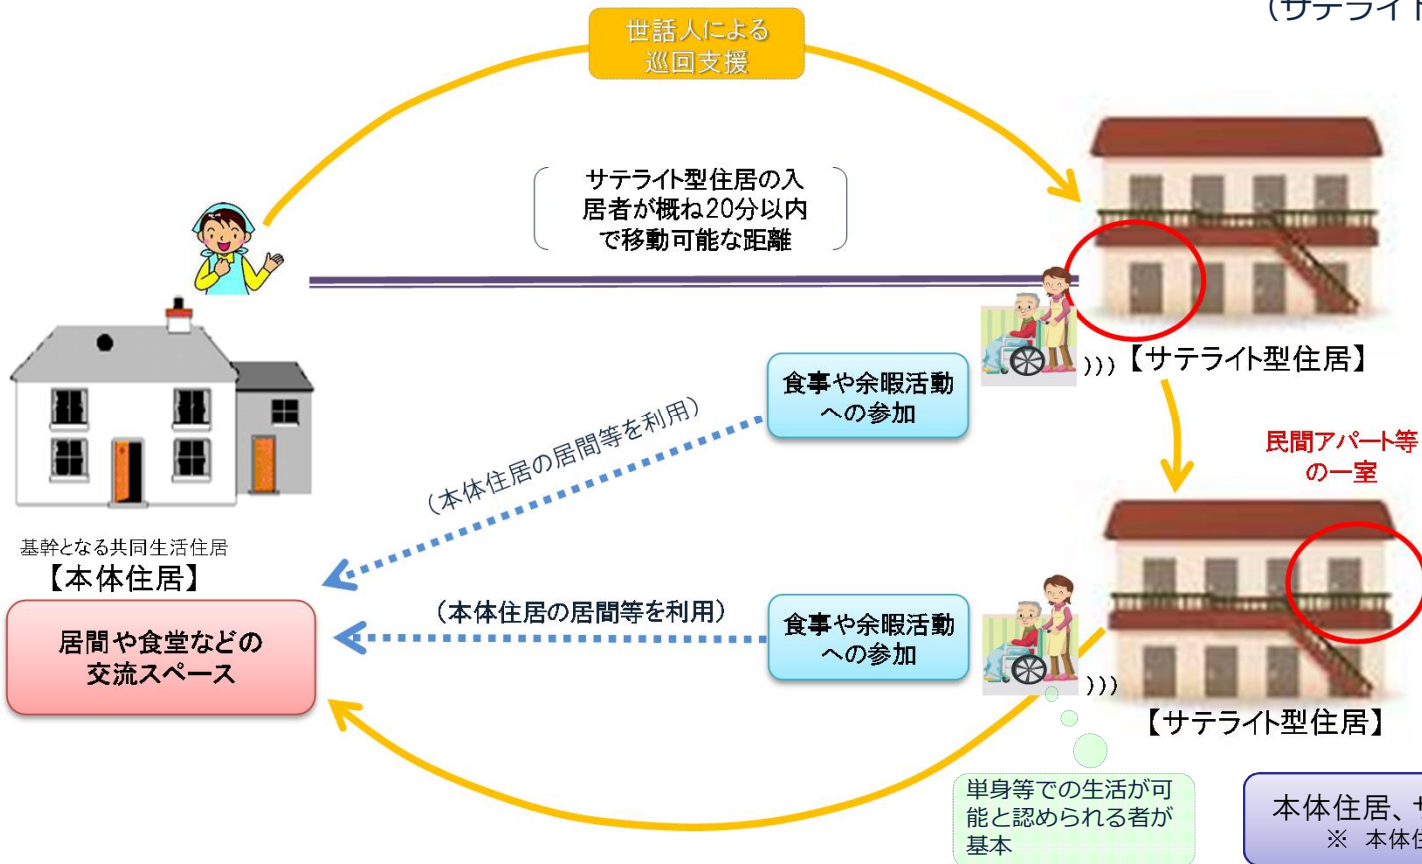 (サテライト
世話人による
巡回支援
サテライト型住居の入
居者が概ね20分以内
で移動可能な距離
))) 【サテライト型住居】
食事や余暇活動
への参加
(本体住居の居間等を利用)
民間アパート等
の一室
基幹となる共同生活住居
【本体住居】
居間や食堂などの
交流スペース
(本体住居の居間等を利用)
食事や余暇活動
への参加
)))
【サテライト型住居】
単身等での生活が可
能と認められる者が
基本
本体住居、サ
※ 本体住